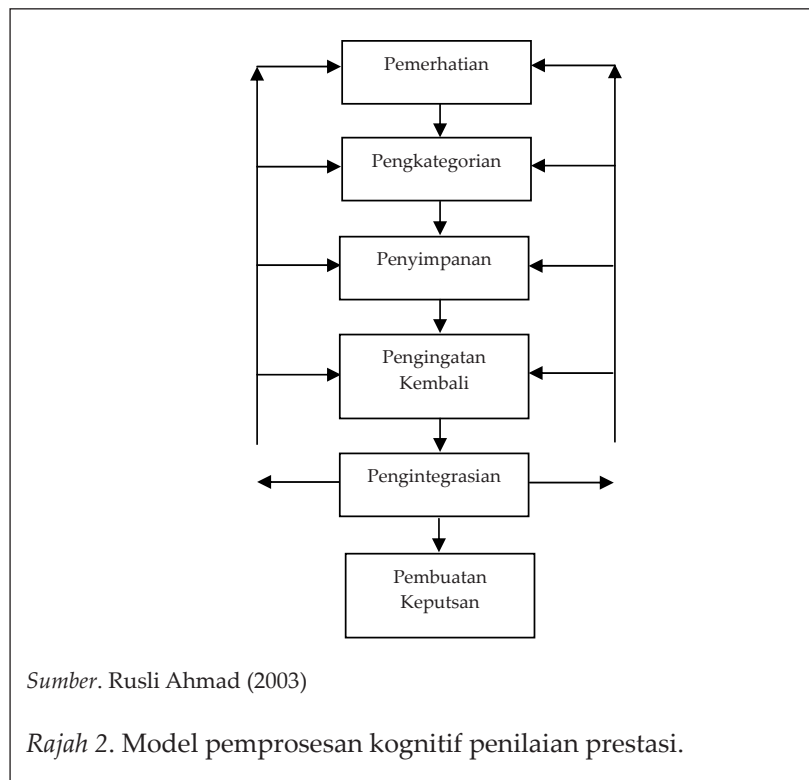 Pemerhatian
Pengkategorian
Penyimpanan
Pengingatan
Kembali
Pengintegrasian
Pembuatan
Keputsan
Sumber. Rusli Ahmad (2003)
Rajah 2. Model pemprosesan kognitif penilaian prestasi.